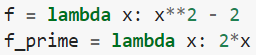 f = lambda x: x**2 - 2
f_prime = lambda x: 2*x